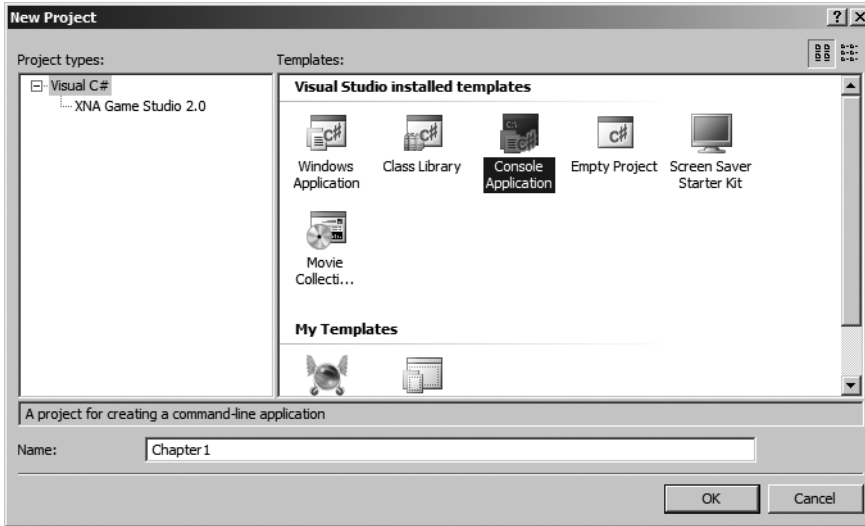 New Project
Project types:
Templates:
Visual C#
XNA Game Studio 2.0
Visual Studio installed templates
Windows Application
Class Library
Console Application
Empty Project
Screen Saver Starter Kit
Movie Collecti...
My Templates
A project for creating a command-line application
Name:
Chapter1
OK
Cancel